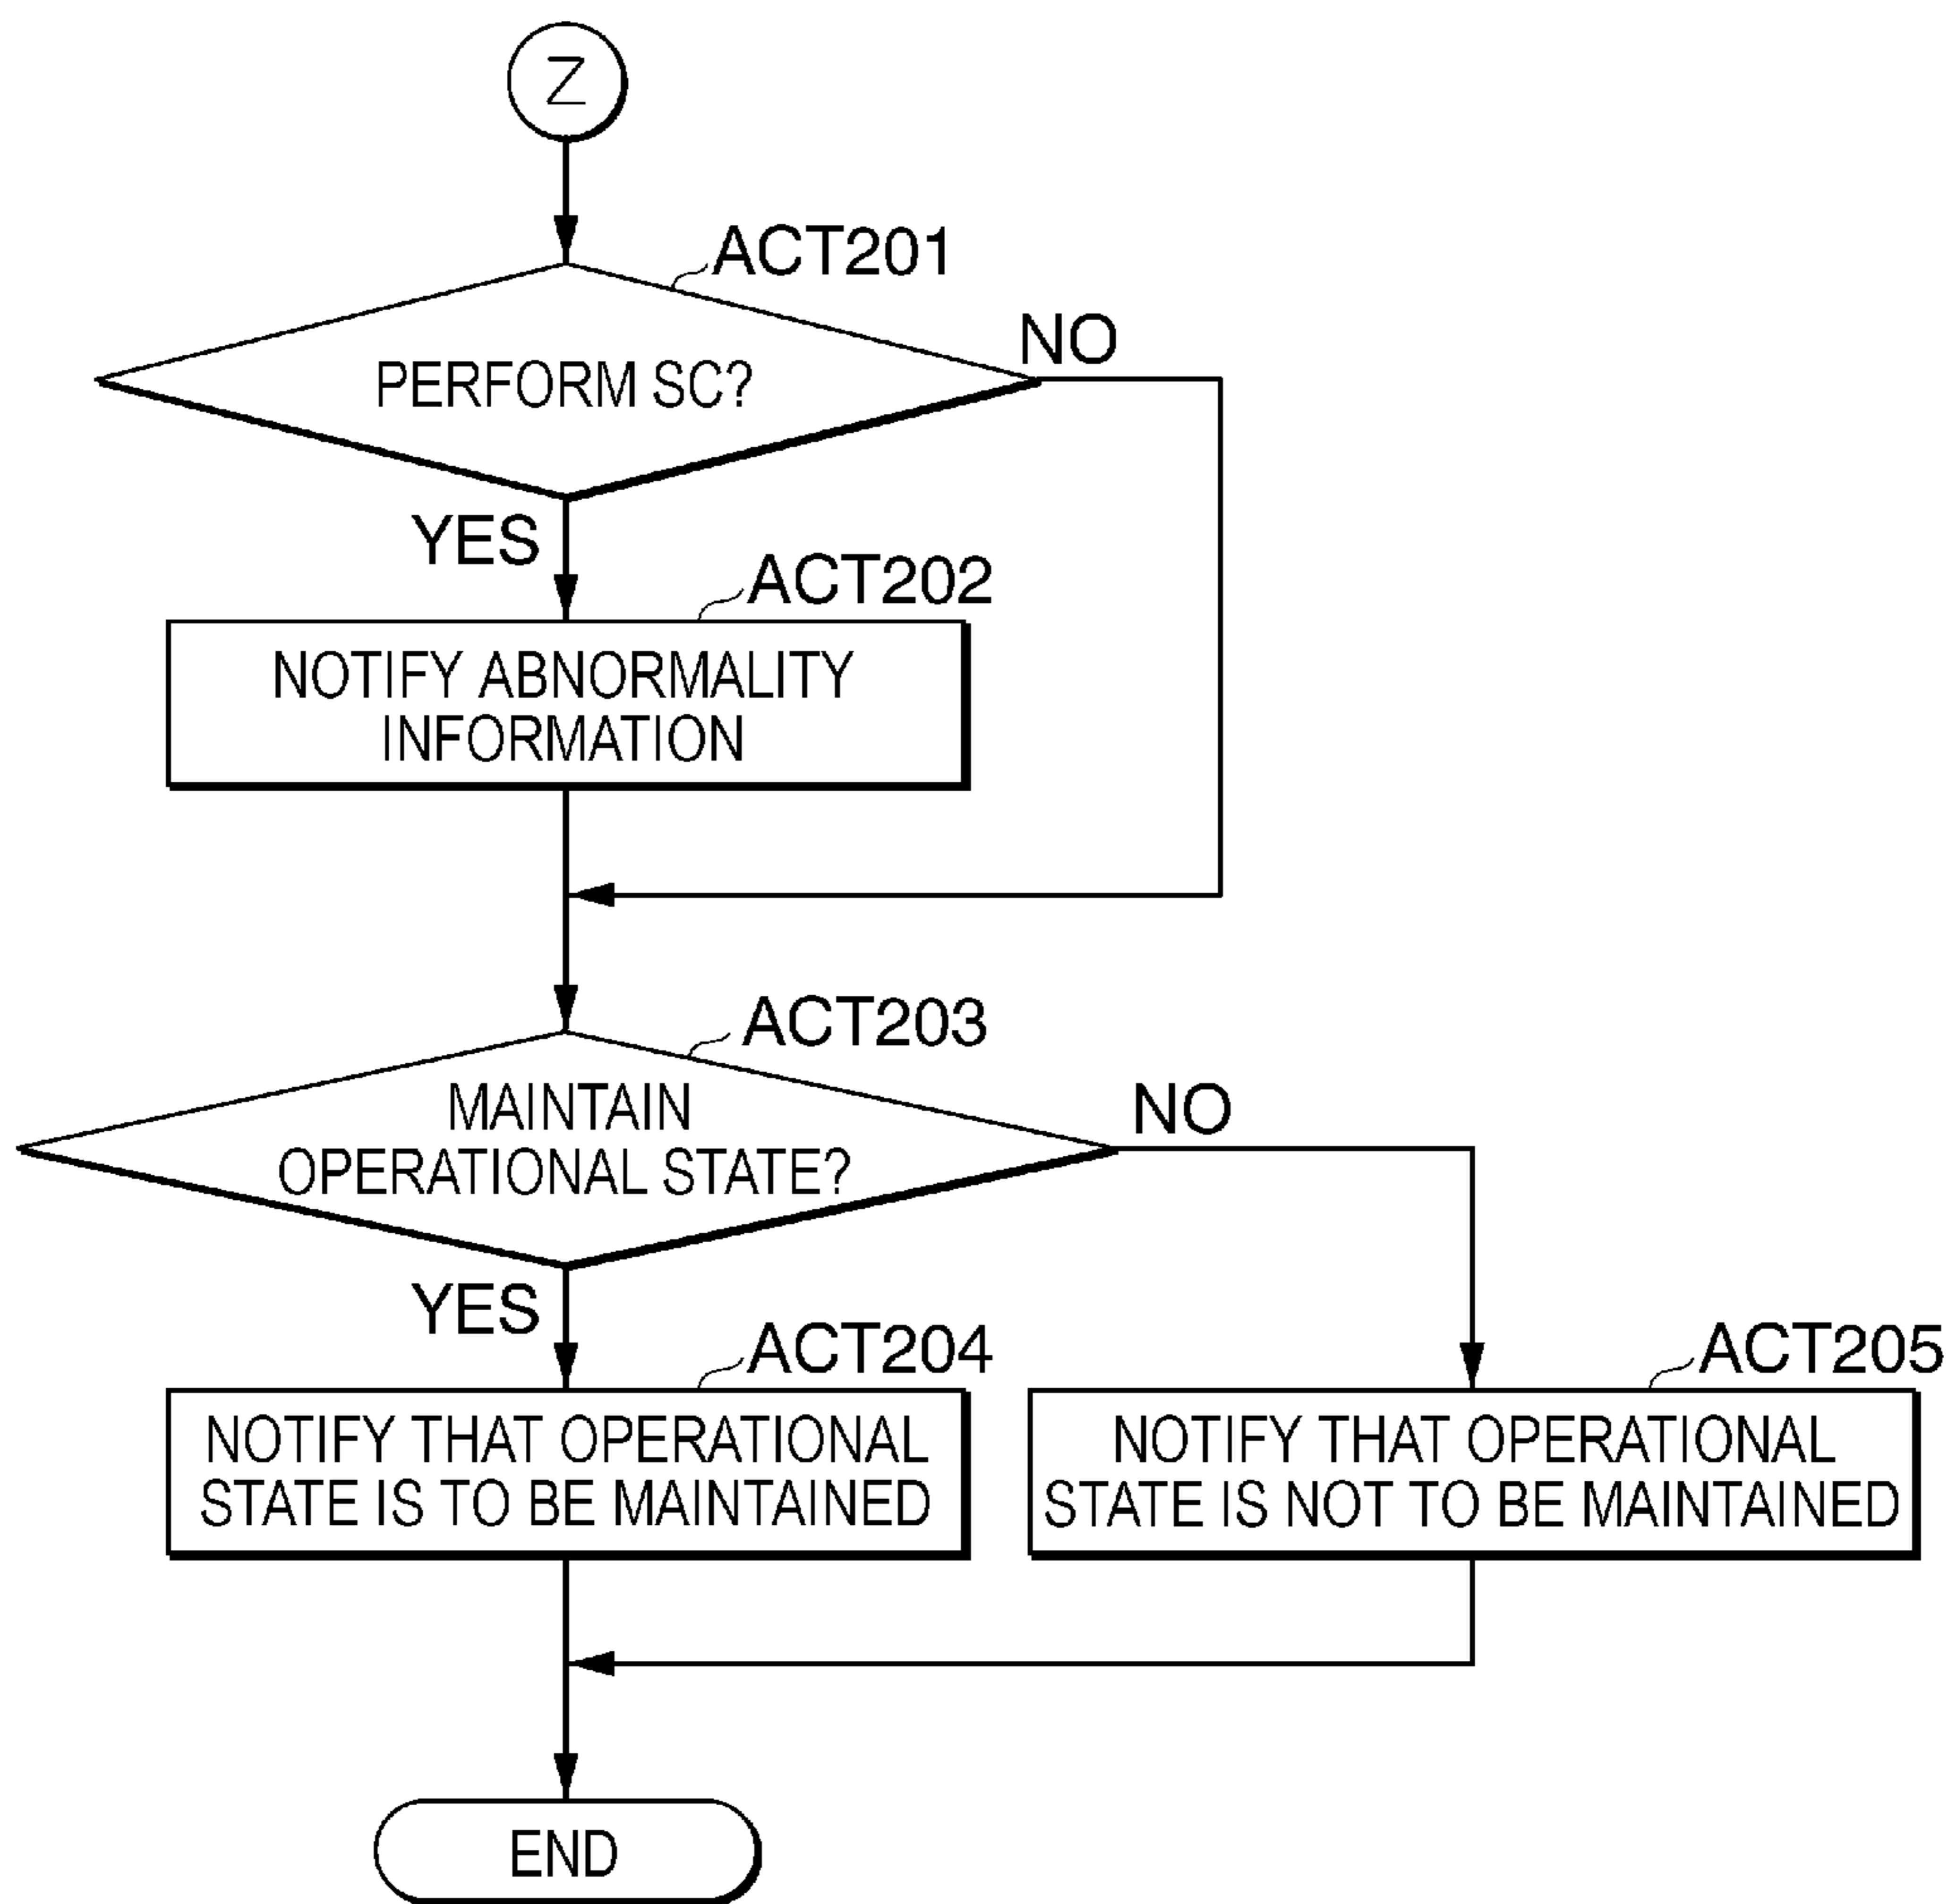 Z
ACT201
PERFORM SC?
NO
YES
ACT202
NOTIFY ABNORMALITY
INFORMATION
ACT203
MAINTAIN
OPERATIONAL STATE?
NO
YES
ACT204
NOTIFY THAT OPERATIONAL
STATE IS TO BE MAINTAINED
ACT205
NOTIFY THAT OPERATIONAL
STATE IS NOT TO BE MAINTAINED
END